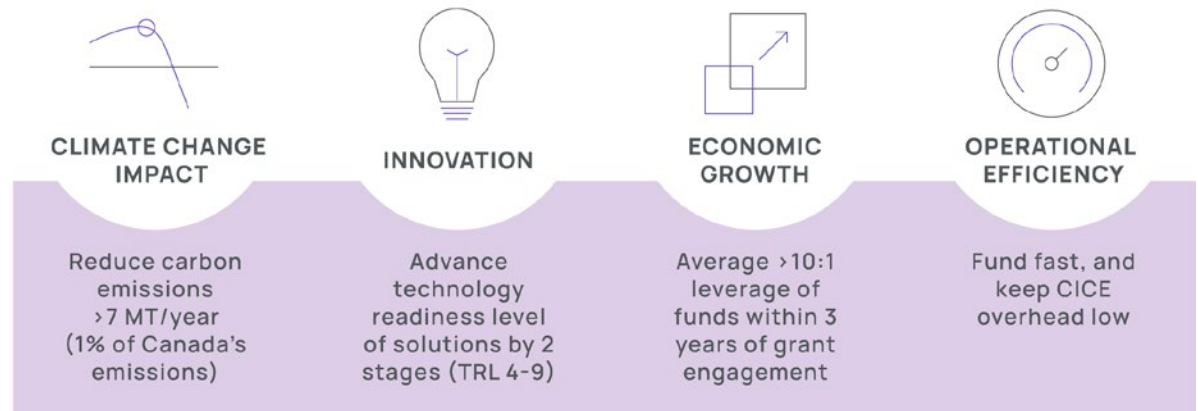 CLIMATE CHANGE
IMPACT
Reduce carbon
emissions
>7 MT/year
(1% of Canada's
emissions)
INNOVATION
Advance
technology
readiness level
of solutions by 2
stages (TRL 4-9)
ECONOMIC
GROWTH
Average >10:1
leverage of
funds within 3
years of grant
engagement
OPERATIONAL
EFFICIENCY
Fund fast, and
keep CICE
overhead low